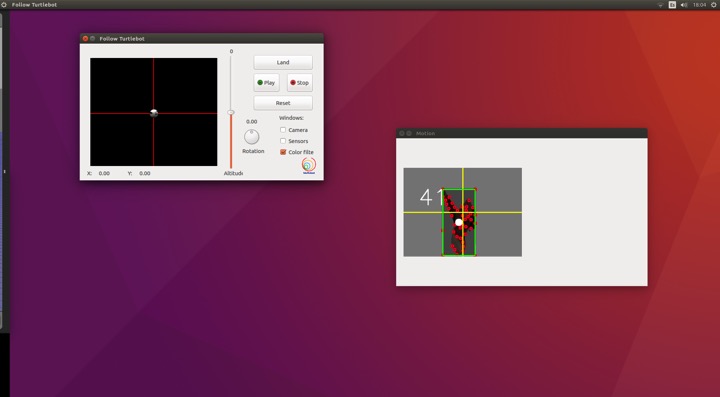 Follow Turtlebot
18:04
Follow Turtlebot
0
Land
Play
Stop
Reset
Windows:
0.00
Camera
Sensors
Rotation
Color filte
X: 0.00 Y: 0.00
Altitude
Motion
41